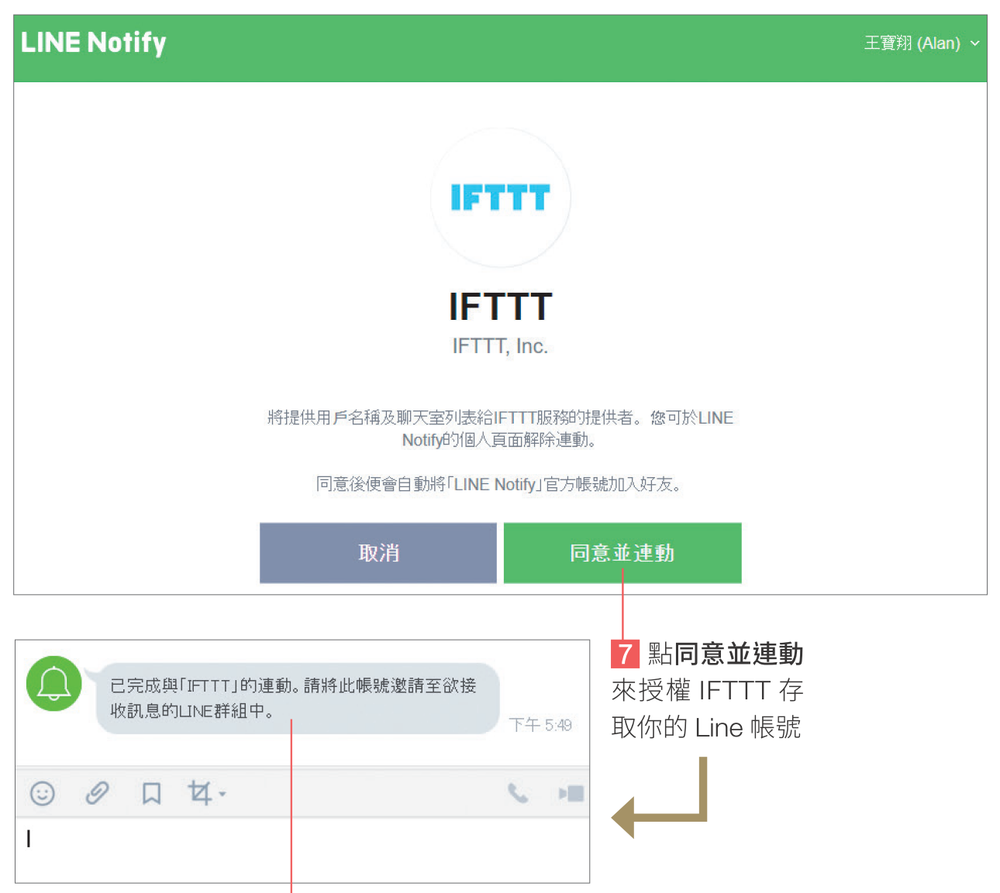 LINE Notify
王寶翔 (Alan)
IFTTT
IFTTT
IFTTT, Inc.
將提供用戶名稱及聊天室列表給IFTTT服務的提供者。您可於LINE
Notify的個人頁面解除連動。
同意後便會自動將「LINE Notify」官方帳號加入好友。
取消
同意並連動
7 點同意並連動
來授權 IFTTT 存
取你的 Line 帳號
已完成與「IFTTT」的連動。請將此帳號邀請至欲接
收訊息的LINE群組中。
下午 5:49